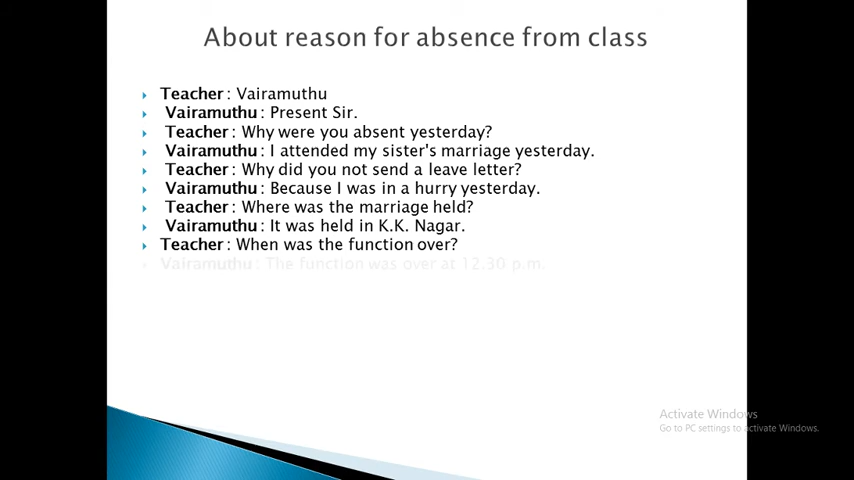 About reason for absence from class
Teacher : Vairamuthu
Vairamuthu : Present Sir.
Teacher : Why were you absent yesterday?
Vairamuthu : I attended my sister's marriage yesterday.
Teacher : Why did you not send a leave letter?
Vairamuthu : Because I was in a hurry yesterday.
Teacher : Where was the marriage held?
Vairamuthu : It was held in K.K. Nagar.
Teacher : When was the function over?
Vairamuthu : The function was over at 12.30 p.m.
Activate Windows
Go to PC settings to activate Windows.